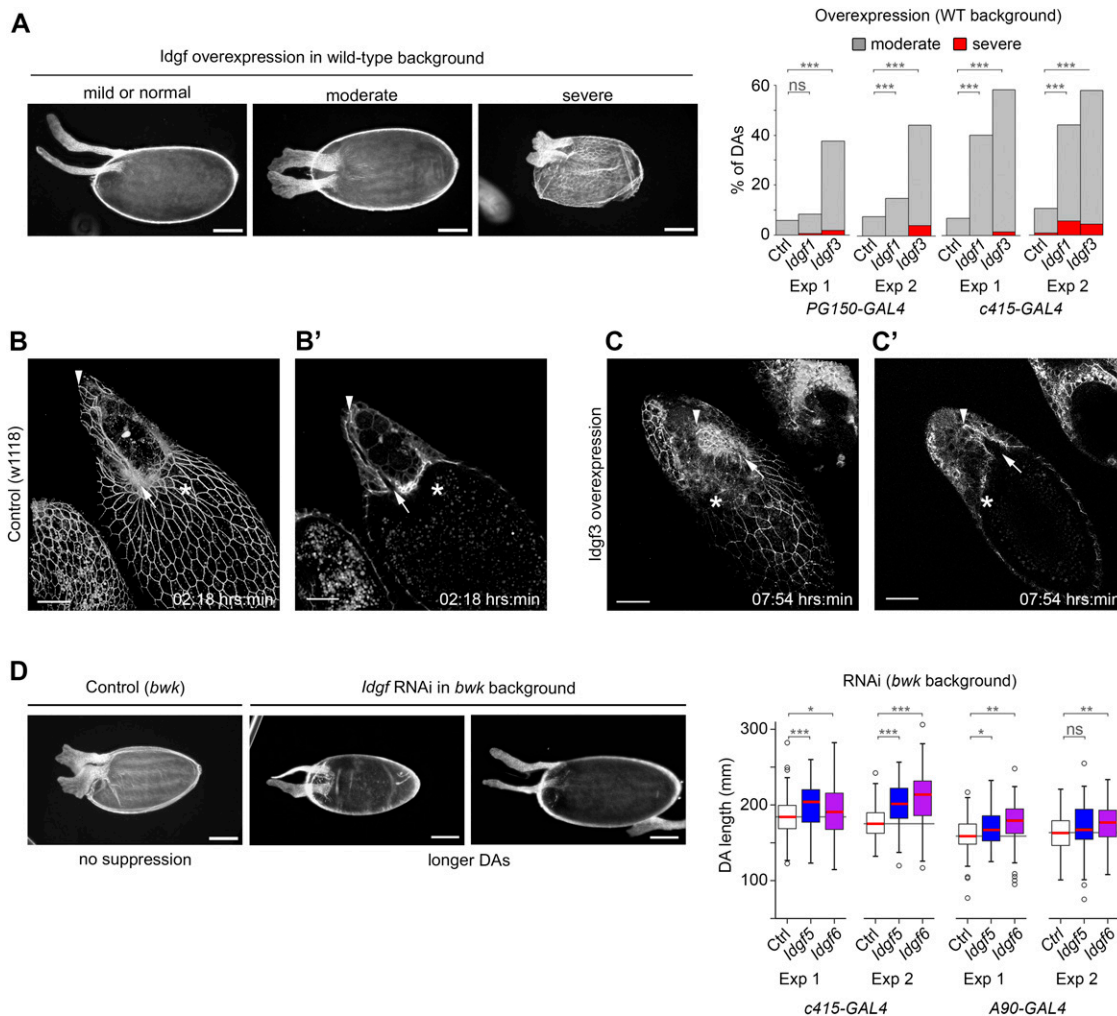 A
Idgf overexpression in wild-type background
mild or normal
moderate
severe
Overexpression (WT background)
moderate severe
*** *** *** ***
ns *** *** ***
% of DAs
60
40
20
0
Ctrl Idgf1 Idgf3 Ctrl Idgf1 Idgf3 Ctrl Idgf1 Idgf3 Ctrl Idgf1 Idgf3
Exp 1 Exp 2 Exp 1 Exp 2
PG150-GAL4 c415-GAL4
B
B'
C
C'
Control (w1118)
*
02:18 hrs:min
*
02:18 hrs:min
Idgf3 overexpression
*
07:54 hrs:min
*
07:54 hrs:min
D
Control (bwk)
Idgf RNAi in bwk background
no suppression
longer DAs
RNAi (bwk background)
* *** ** **
*** *** * ns
DA length (mm)
300
200
100
Ctrl Idgf5 Idgf6 Ctrl Idgf5 Idgf6 Ctrl Idgf5 Idgf6 Ctrl Idgf5 Idgf6
Exp 1 Exp 2 Exp 1 Exp 2
c415-GAL4 A90-GAL4